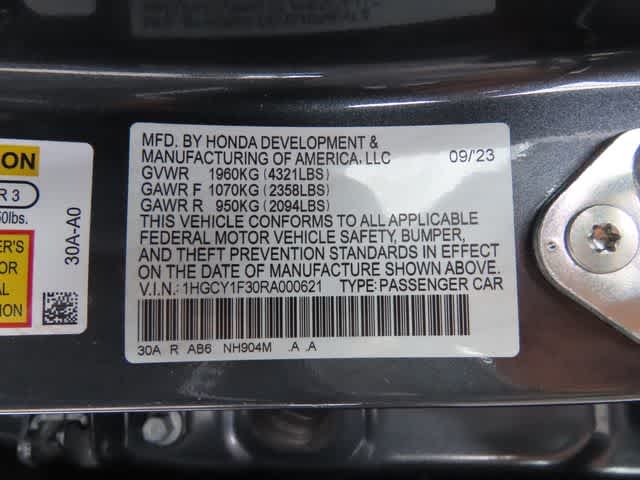 MFD. BY HONDA DEVELOPMENT &
MANUFACTURING OF AMERICA, LLC 09/23
GVWR 1960KG (4321LBS)
GAWR F 1070KG (2358LBS)
GAWR R 950KG (2094LBS)
THIS VEHICLE CONFORMS TO ALL APPLICABLE
FEDERAL MOTOR VEHICLE SAFETY, BUMPER,
AND THEFT PREVENTION STANDARDS IN EFFECT
ON THE DATE OF MANUFACTURE SHOWN ABOVE.
V.I.N.: 1HGCY1F30RA000621 TYPE: PASSENGER CAR
30A R AB6 NH904M .A .A
R 3
30A-A0